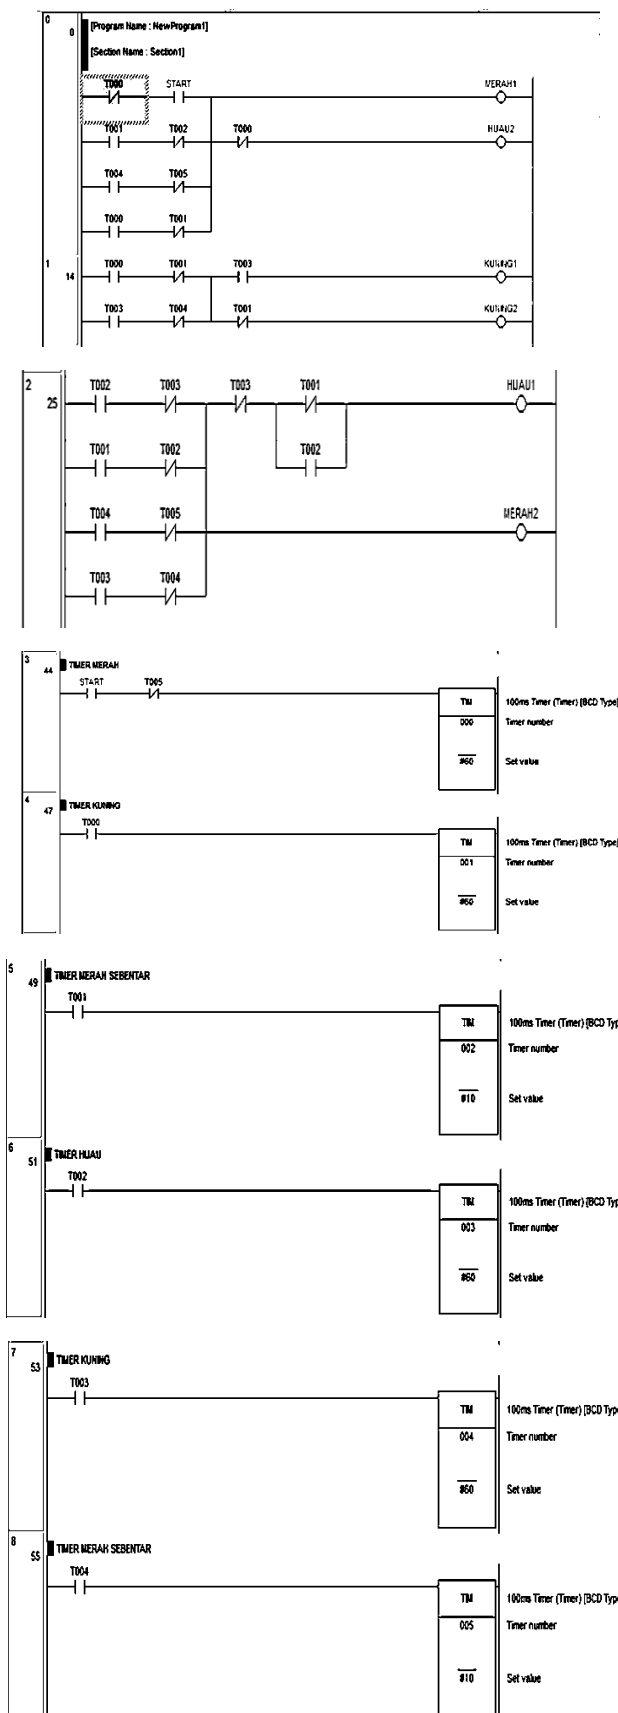 0
0
[Program Name : NewProgram1]
[Section Name : Section1]
T000 START MERAH1
T001 T002 T000 HIJAU2
T004 T005
T000 T001
1
14
T000 T001 T003 KUNING1
T003 T004 T001 KUNING2
2
25
T002 T003 T003 T001 HIJAU1
T001 T002 T002
T004 T005 MERAH2
T003 T004
3
44
TIMER MERAH
START T005
TIM 100ms Timer (Timer) [BCD Type]
000 Timer number
#60 Set value
4
47
TIMER KUNING
T000
TIM 100ms Timer (Timer) [BCD Type]
001 Timer number
#60 Set value
5
49
TIMER MERAH SEBENTAR
T001
TIM 100ms Timer (Timer) [BCD Typ
002 Timer number
#10 Set value
6
51
TIMER HIJAU
T002
TIM 100ms Timer (Timer) [BCD Typ
003 Timer number
#60 Set value
7
53
TIMER KUNING
T003
TIM 100ms Timer (Timer) [BCD Typ
004 Timer number
#60 Set value
8
55
TIMER MERAH SEBENTAR
T004
TIM 100ms Timer (Timer) [BCD Typ
005 Timer number
#10 Set value